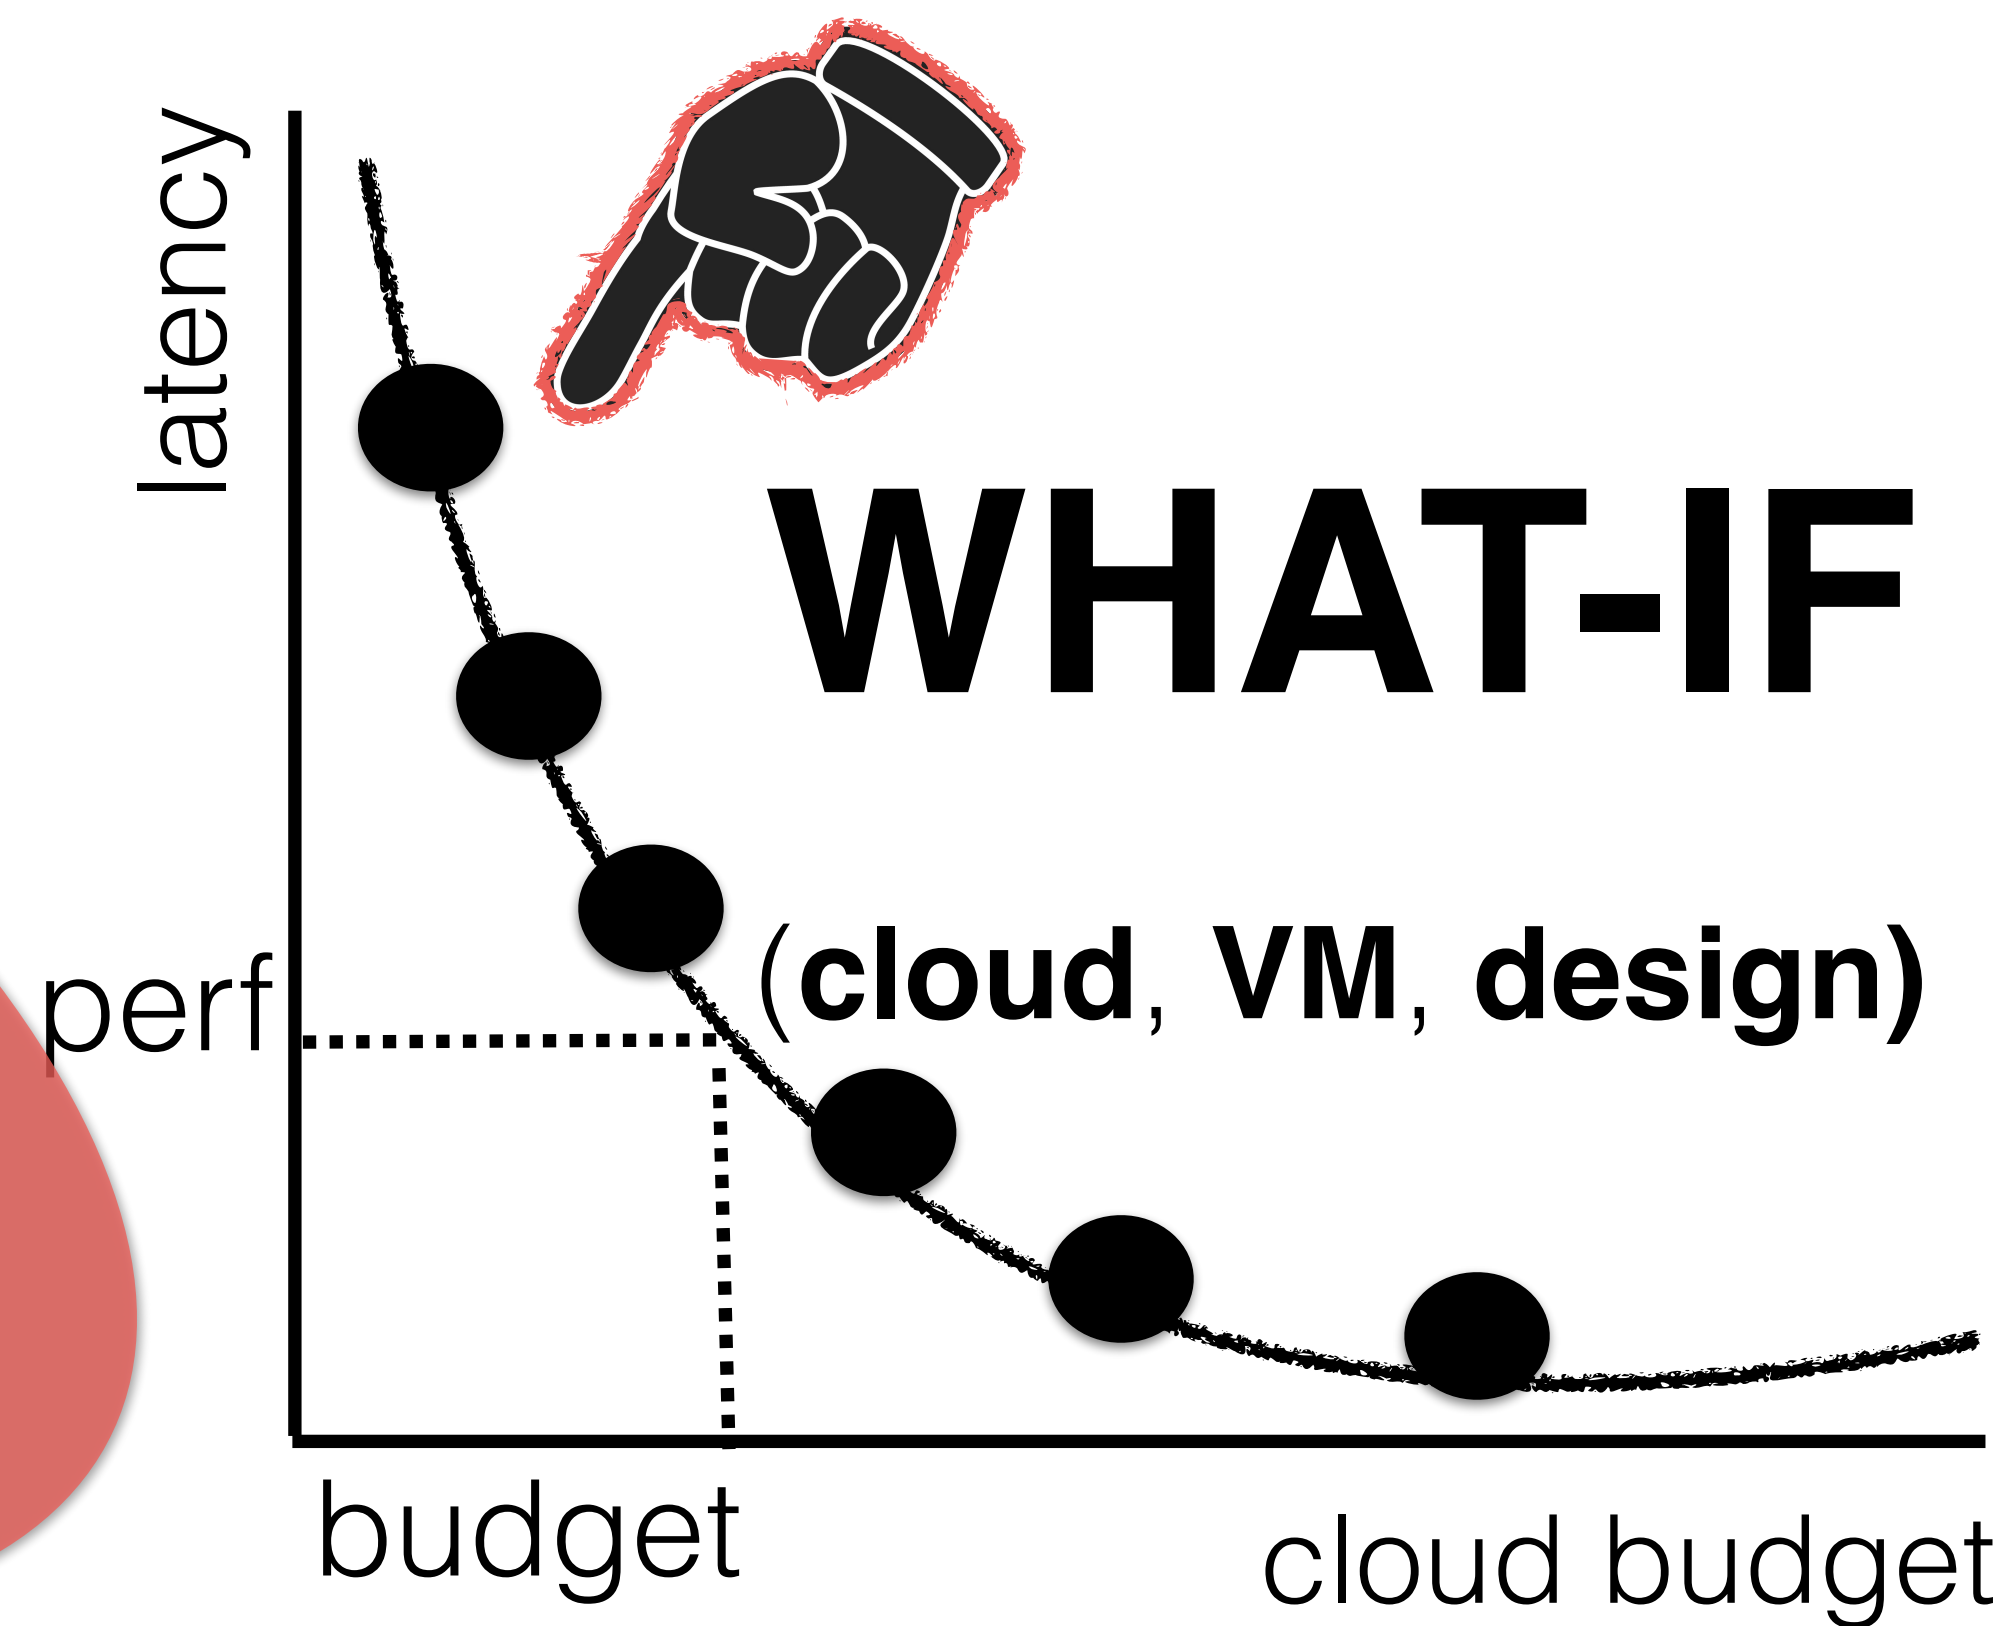 latency
WHAT-IF
(cloud, VM, design)
perf
budget
cloud budget